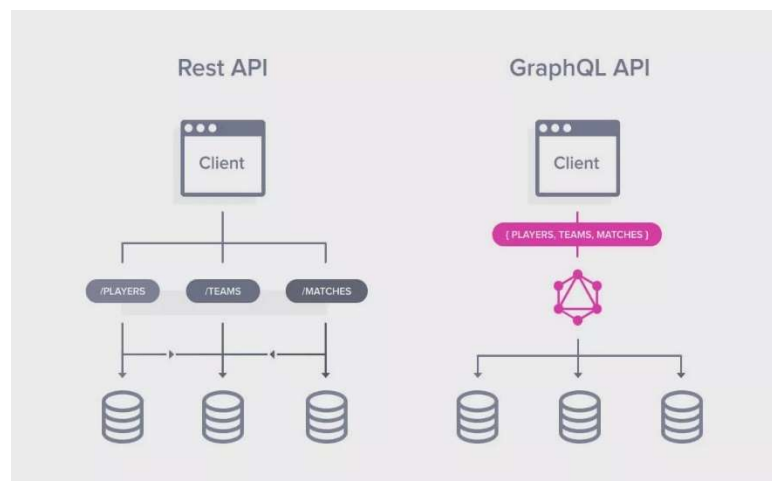 Rest API
GraphQL API
Client
Client
{ PLAYERS, TEAMS, MATCHES }
/PLAYERS
/TEAMS
/MATCHES